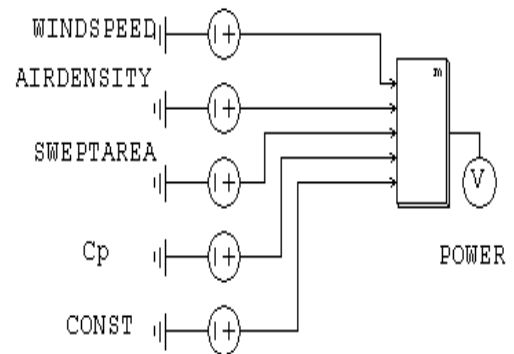 WINDSPEED
AIRDENSITY
SWEPTAREA
Cp
CONST
m
V
POWER